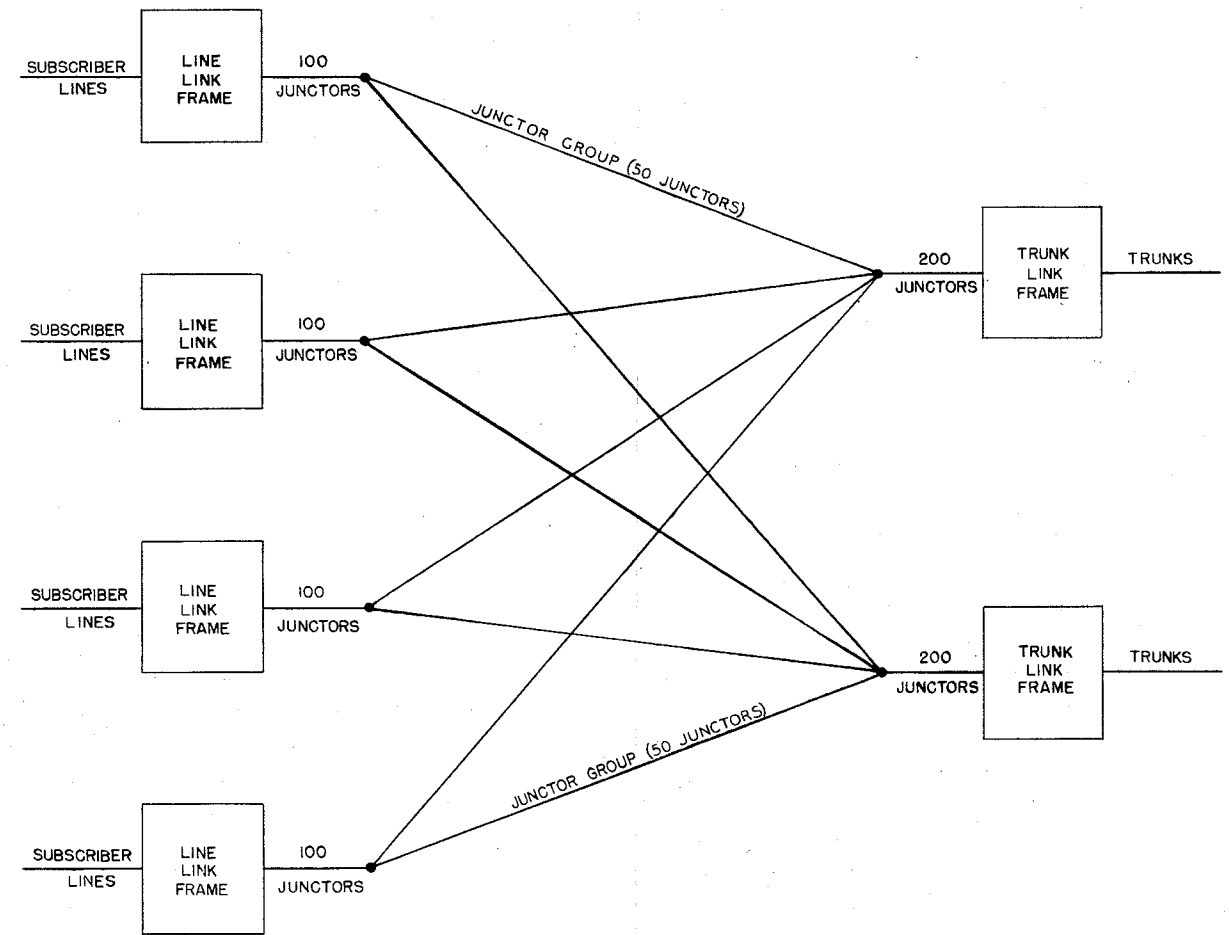 SUBSCRIBER
LINES
LINE
LINK
FRAME
100
JUNCTORS
JUNCTOR GROUP (50 JUNCTORS)
SUBSCRIBER
LINES
LINE
LINK
FRAME
100
JUNCTORS
200
JUNCTORS
TRUNK
LINK
FRAME
TRUNKS
SUBSCRIBER
LINES
LINE
LINK
FRAME
100
JUNCTORS
200
JUNCTORS
TRUNK
LINK
FRAME
TRUNKS
JUNCTOR GROUP (50 JUNCTORS)
SUBSCRIBER
LINES
LINE
LINK
FRAME
100
JUNCTORS